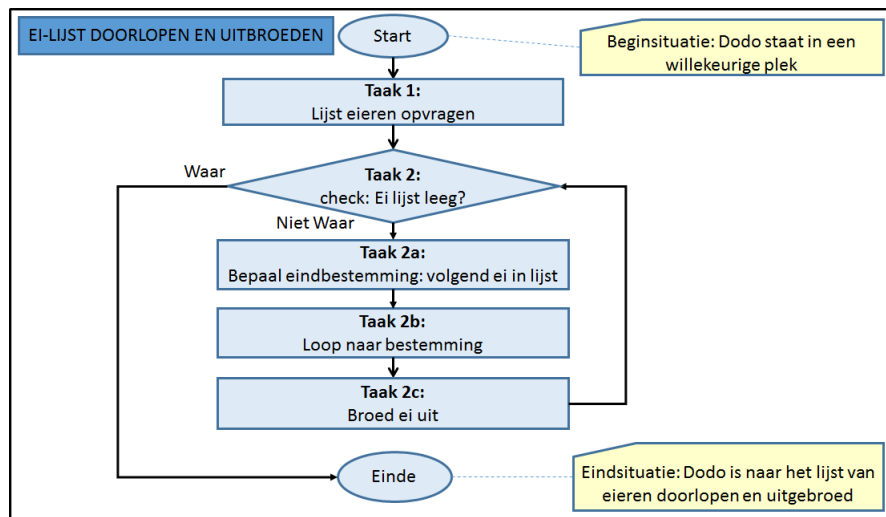 EI-LIJST DOORLOPEN EN UITBROEDEN
Start
Beginsituatie: Dodo staat in een
willekeurige plek
Taak 1:
Lijst eieren opvragen
Waar
Taak 2:
check: Ei lijst leeg?
Niet Waar
Taak 2a:
Bepaal eindbestemming: volgend ei in lijst
Taak 2b:
Loop naar bestemming
Taak 2c:
Broed ei uit
Einde
Eindsituatie: Dodo is naar het lijst van
eieren doorlopen en uitgebroed